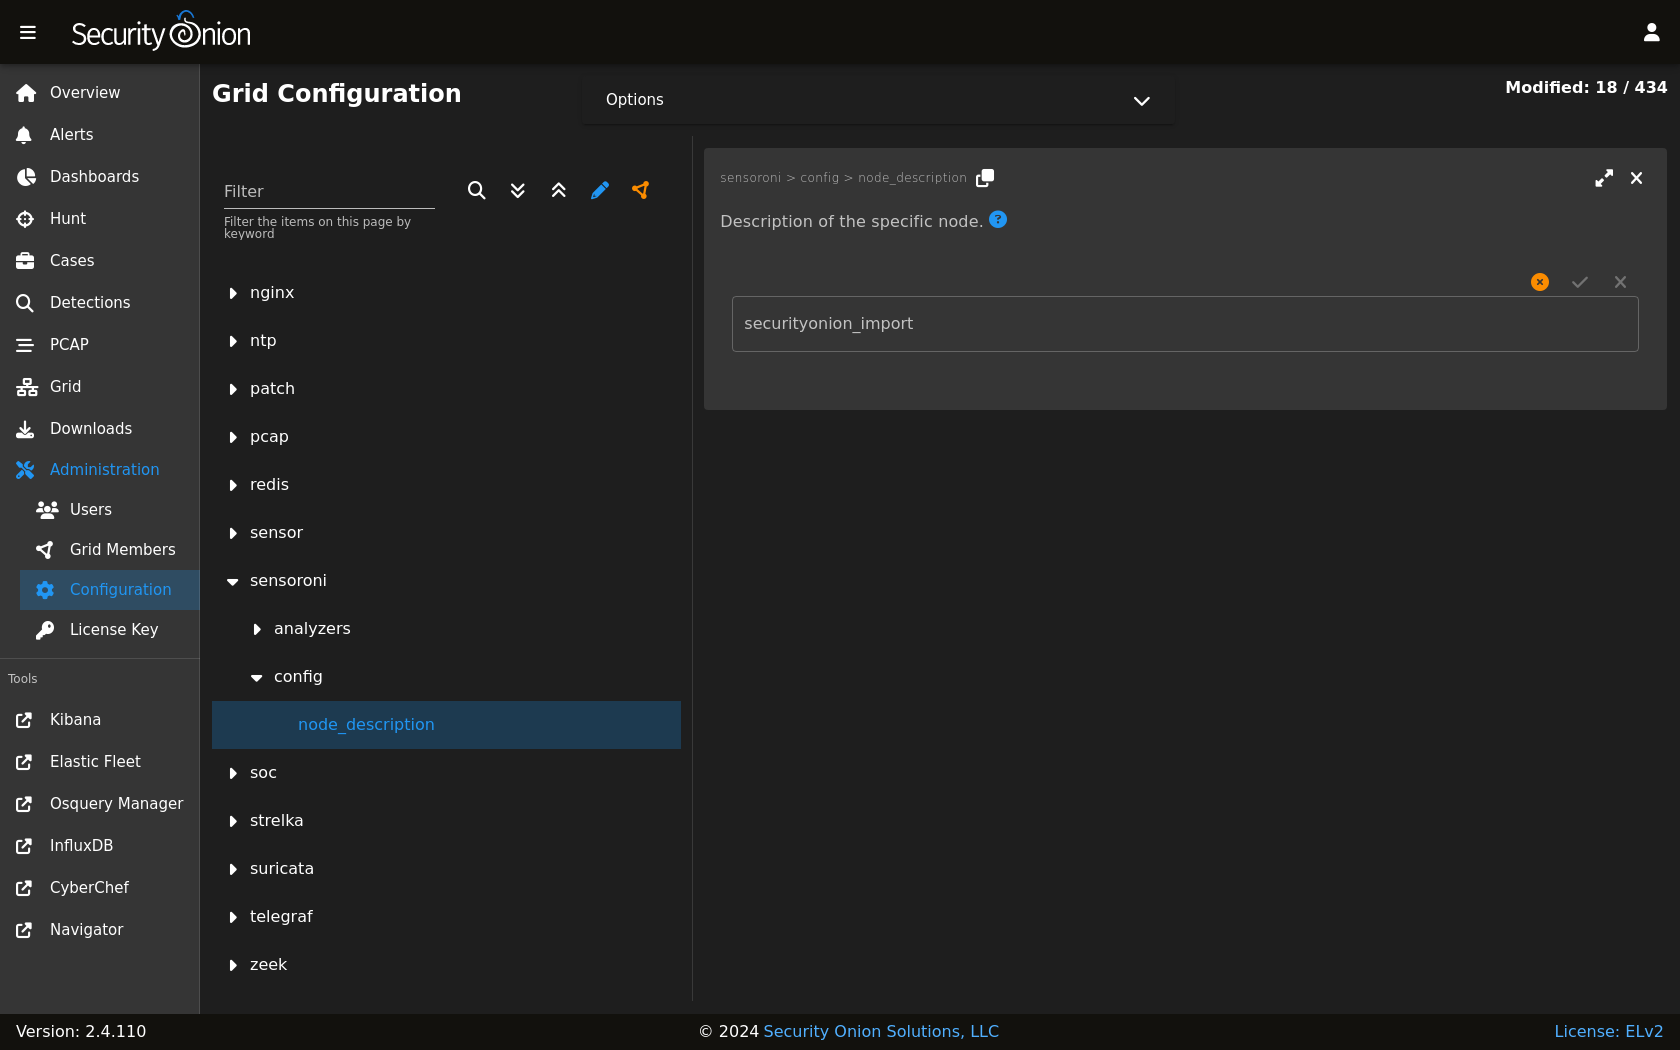 Security Onion
Overview
Alerts
Dashboards
Hunt
Cases
Detections
PCAP
Grid
Downloads
Administration
Users
Grid Members
Configuration
License Key
Tools
Kibana
Elastic Fleet
Osquery Manager
InfluxDB
CyberChef
Navigator
Grid Configuration
Options
Modified: 18 / 434
Filter
Filter the items on this page by
keyword
nginx
ntp
patch
pcap
redis
sensor
sensoroni
analyzers
config
node_description
soc
strelka
suricata
telegraf
zeek
sensoroni > config > node_description
Description of the specific node. ?
securityonion_import
Version: 2.4.110
© 2024 Security Onion Solutions, LLC
License: ELv2